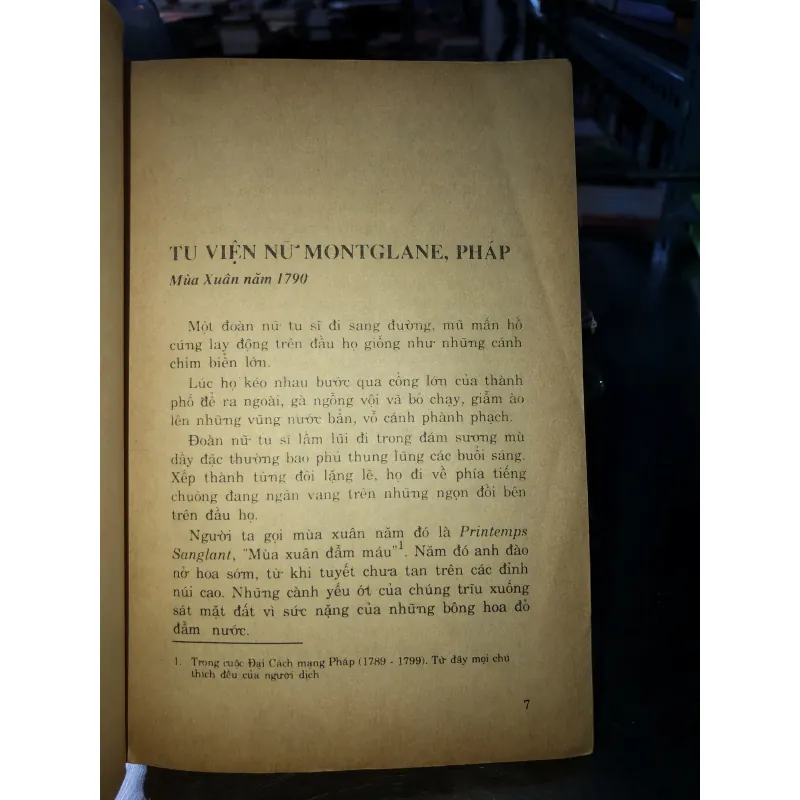 TU VIỆN NỮ MONTGLANE, PHÁP
Mùa Xuân năm 1790
Một đoàn nữ tu sĩ đi sang đường, mũ mấn hồ
cứng lay động trên đầu họ giống như những cánh
chim biển lớn.
Lúc họ kéo nhau bước qua cổng lớn của thành
phố để ra ngoài, gà ngỗng vội vã bỏ chạy, giẫm ào
lên những vũng nước bẩn, vỗ cánh phành phạch.
Đoàn nữ tu sĩ lầm lũi đi trong đám sương mù
dầy đặc thường bao phủ thung lũng các buổi sáng.
Xếp thành từng đôi lặng lẽ, họ đi về phía tiếng
chuông đang ngân vang trên những ngọn đồi bên
trên đầu họ.
Người ta gọi mùa xuân năm đó là Printemps
Sanglant, "Mùa xuân đẫm máu"1. Năm đó anh đào
nở hoa sớm, từ khi tuyết chưa tan trên các đỉnh
núi cao. Những cành yếu ớt của chúng trĩu xuống
sát mặt đất vì sức nặng của những bông hoa đỏ
đẫm nước.
1. Trong cuộc Đại Cách mạng Pháp (1789 - 1799). Từ đây mọi chú
thích đều của người dịch
7